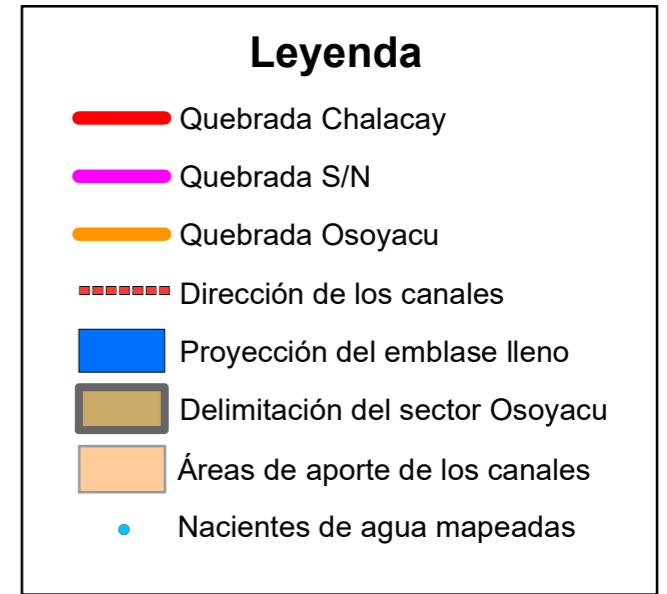 Leyenda
Quebrada Chalacay
Quebrada S/N
Quebrada Osoyacu
Dirección de los canales
Proyección del emblase lleno
Delimitación del sector Osoyacu
Áreas de aporte de los canales
Nacientes de agua mapeadas